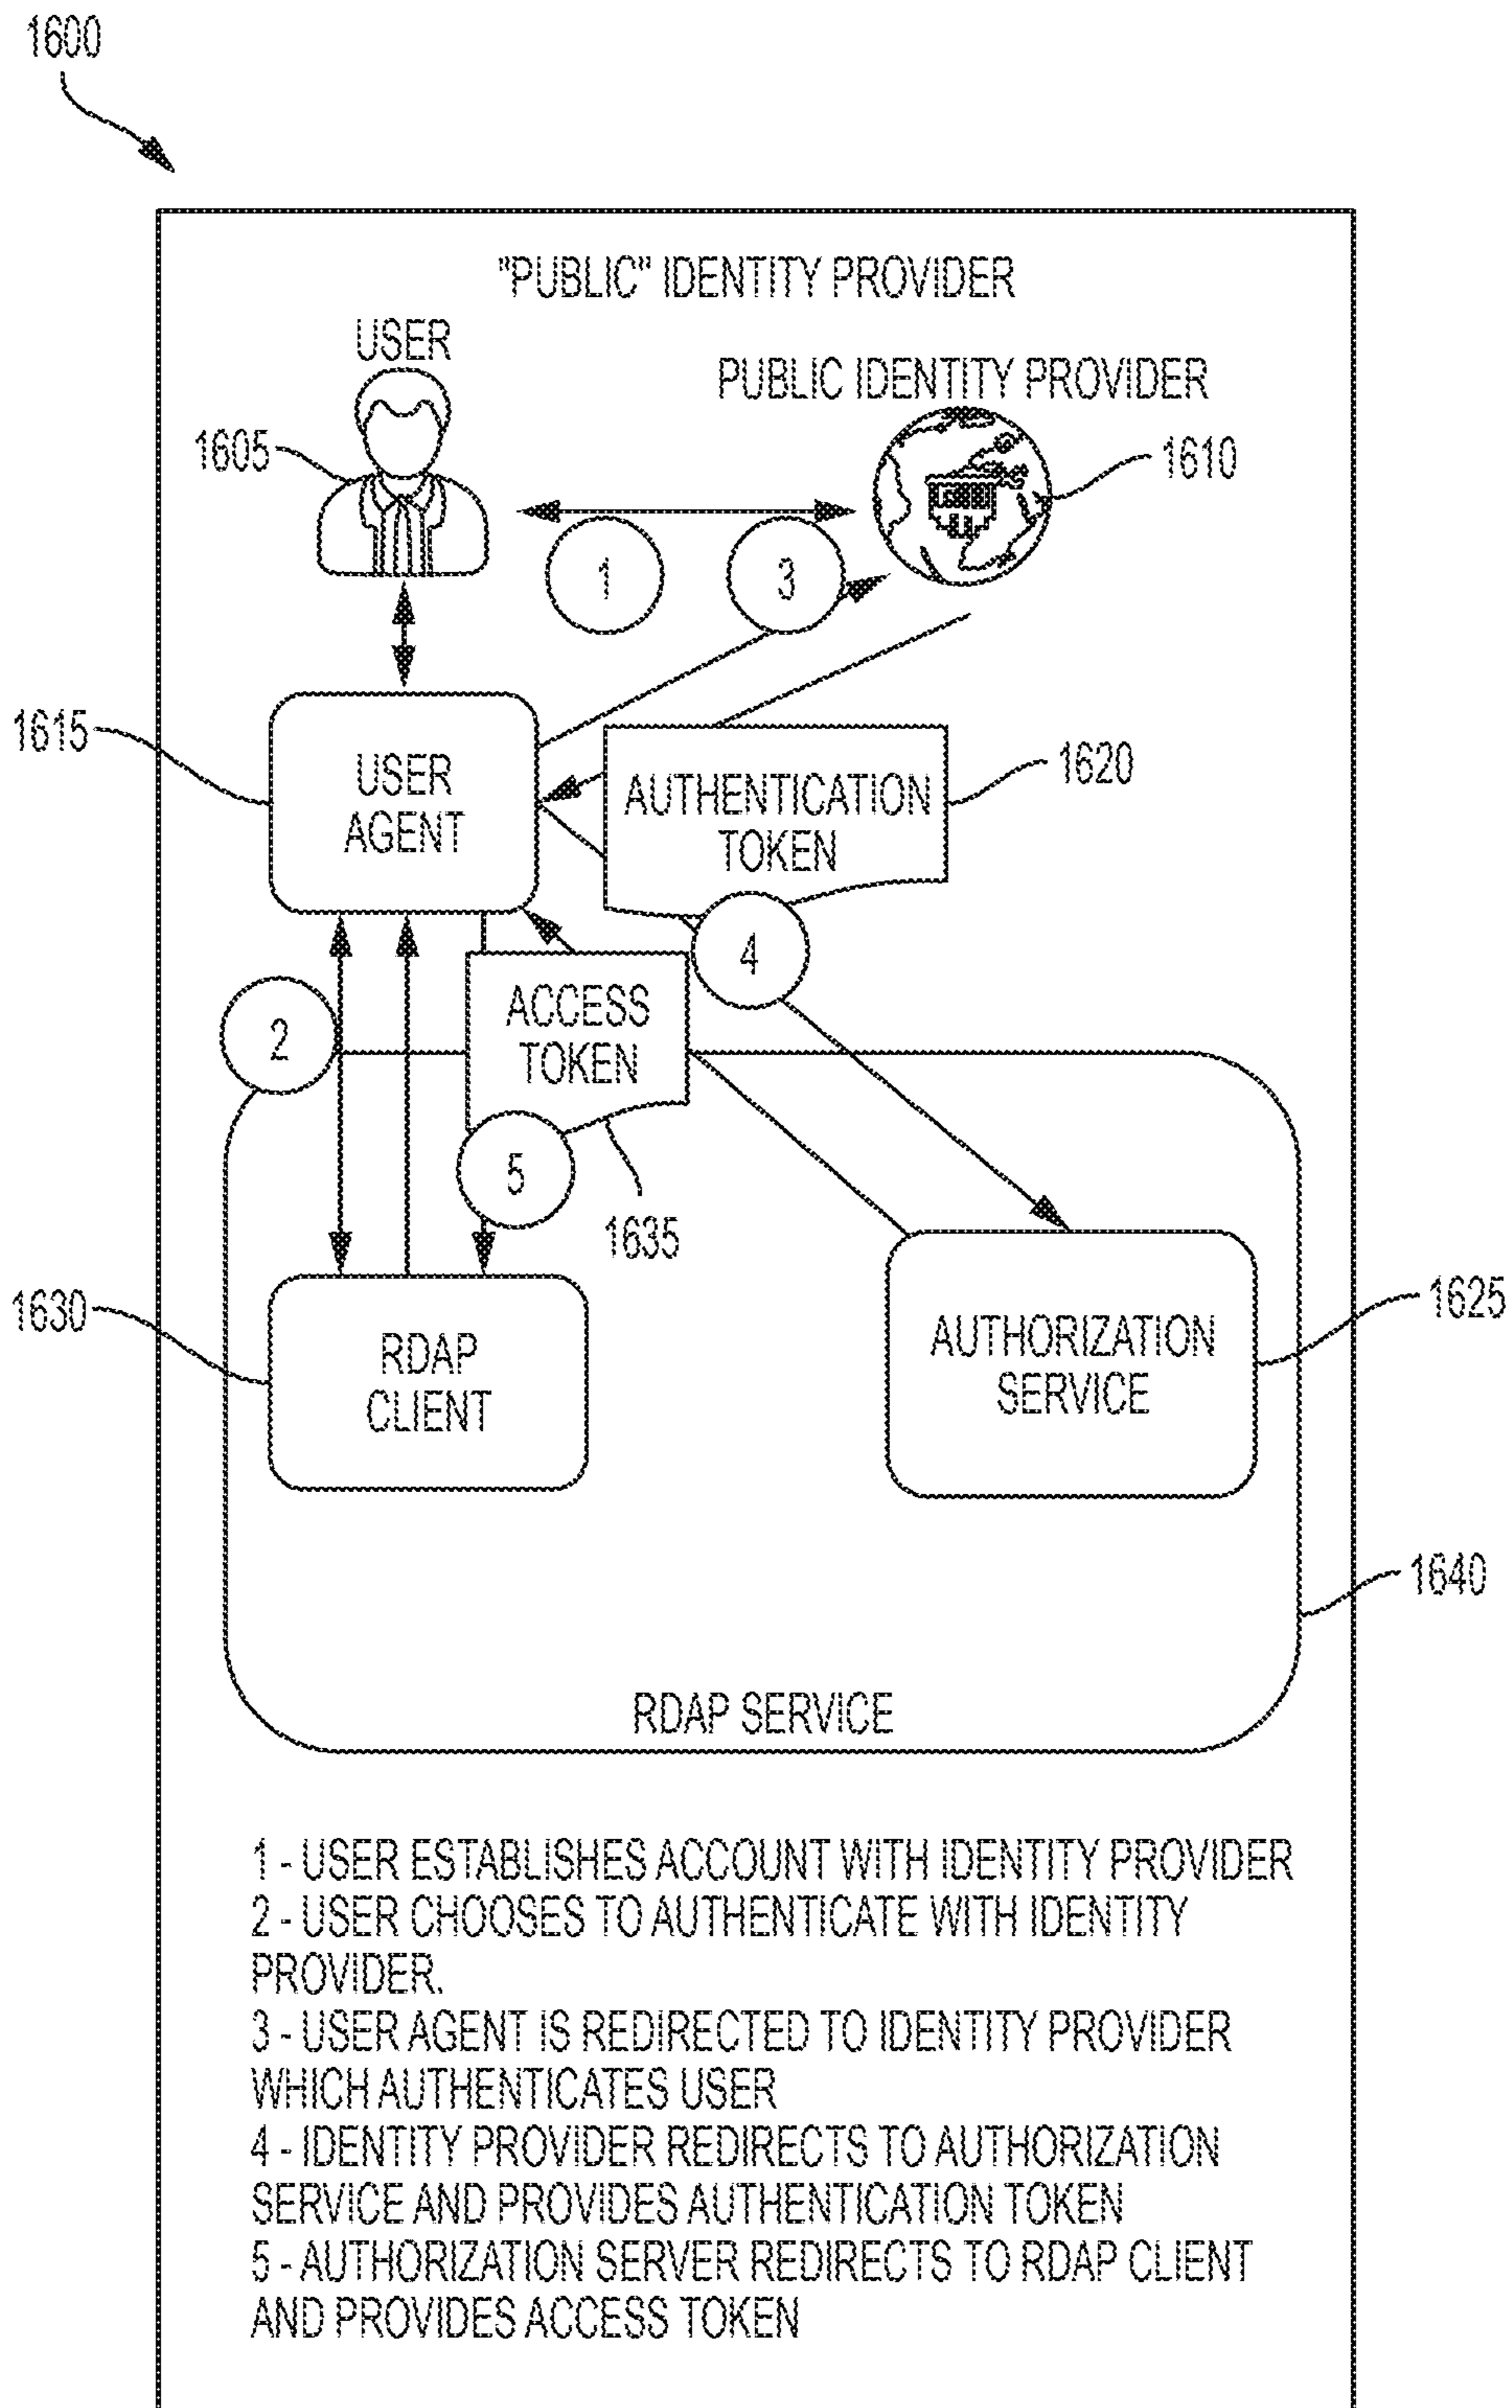 1600
"PUBLIC" IDENTITY PROVIDER
USER
PUBLIC IDENTITY PROVIDER
1605
1610
1
3
1615
USER
AGENT
1620
AUTHENTICATION
TOKEN
4
2
ACCESS
TOKEN
5
1635
1630
RDAP
CLIENT
1625
AUTHORIZATION
SERVICE
1640
RDAP SERVICE
1 - USER ESTABLISHES ACCOUNT WITH IDENTITY PROVIDER
2 - USER CHOOSES TO AUTHENTICATE WITH IDENTITY
PROVIDER.
3 - USER AGENT IS REDIRECTED TO IDENTITY PROVIDER
WHICH AUTHENTICATES USER
4 - IDENTITY PROVIDER REDIRECTS TO AUTHORIZATION
SERVICE AND PROVIDES AUTHENTICATION TOKEN
5 - AUTHORIZATION SERVER REDIRECTS TO RDAP CLIENT
AND PROVIDES ACCESS TOKEN